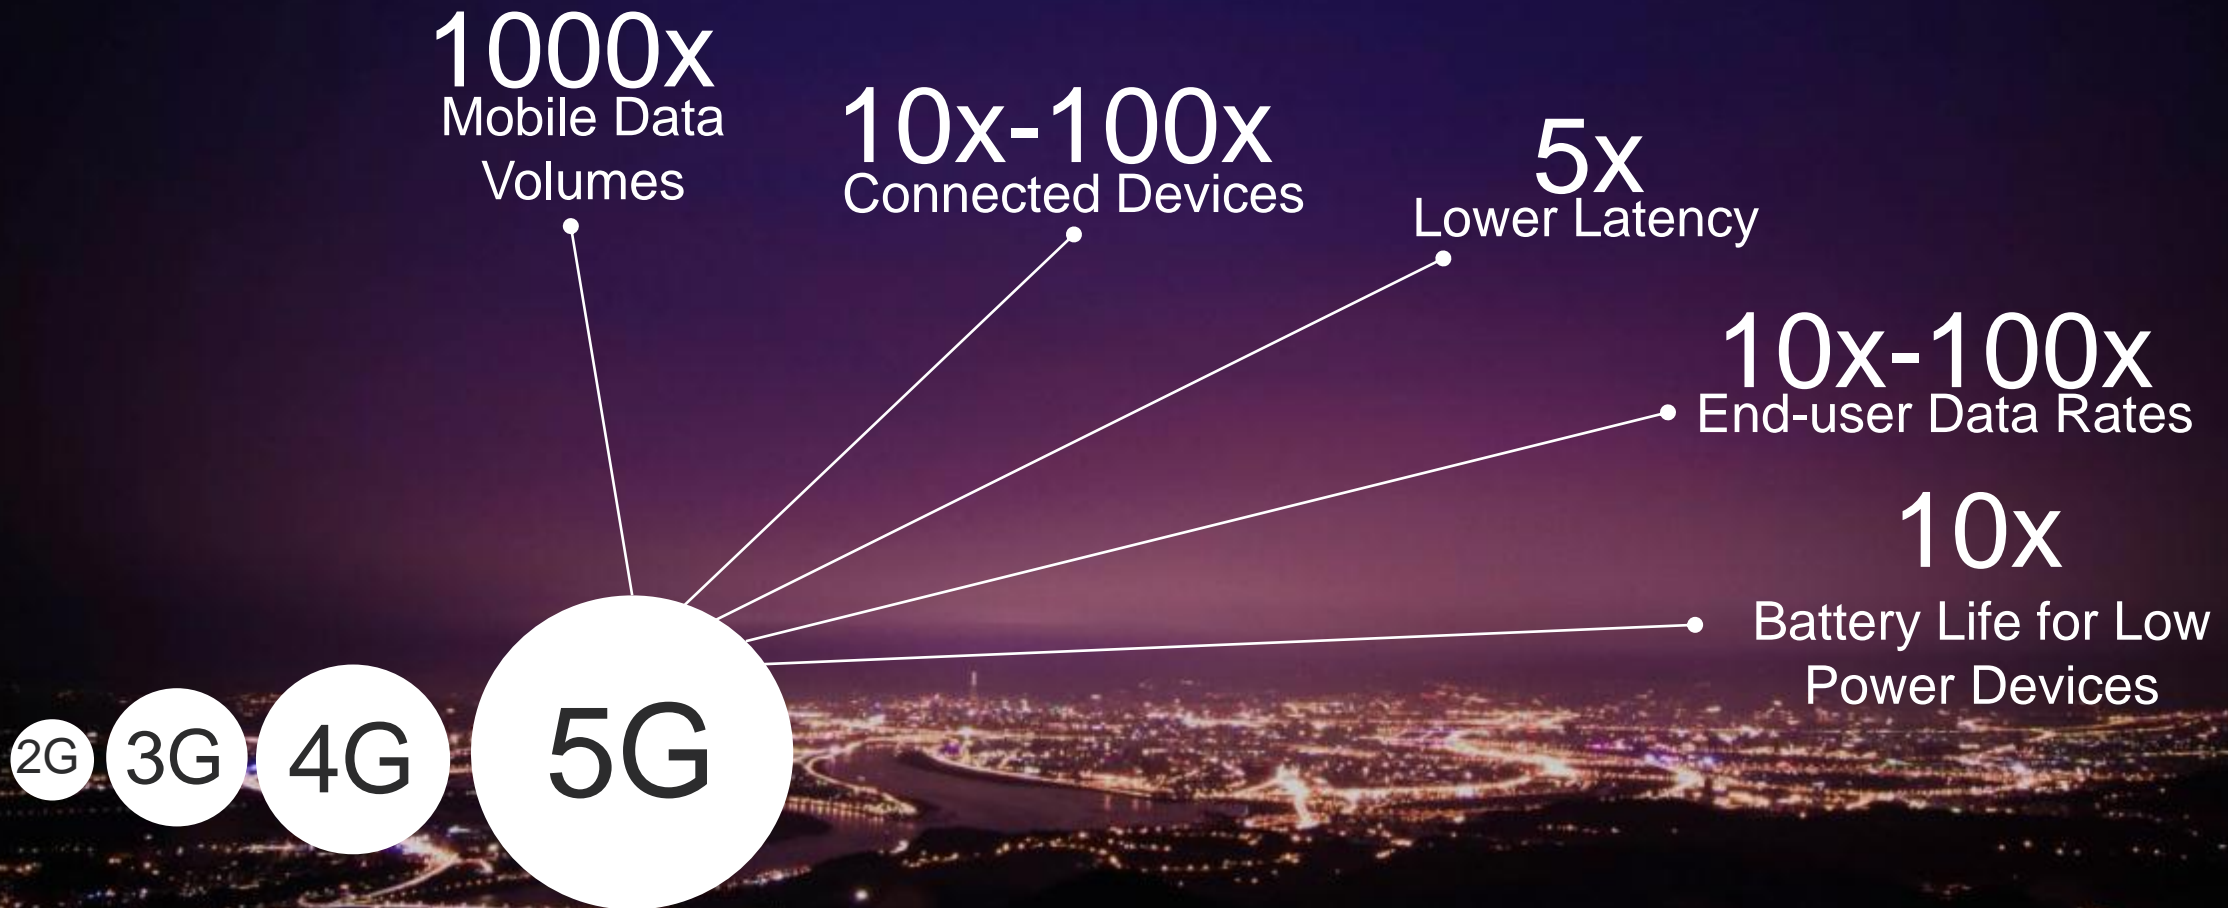 1000x
Mobile Data
Volumes
10x-100x
Connected Devices
5x
Lower Latency
10x-100x
End-user Data Rates
10x
Battery Life for Low
Power Devices
2G
3G
4G
5G